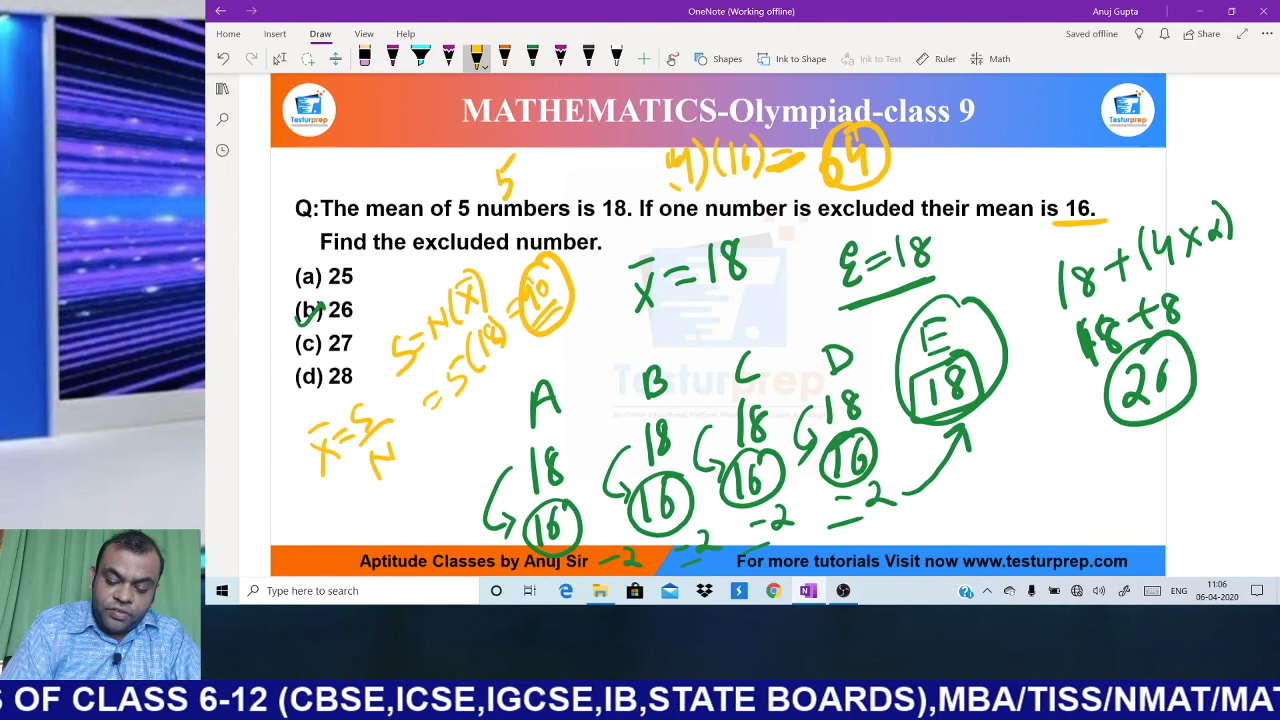 OneNote (Working offline)
Anuj Gupta
Home Insert Draw View Help
Saved offline
Share
Shapes
Ink to Shape
Ink to Text
Ruler
Math
Testurprep
MATHEMATICS-Olympiad-class 9
Testurprep
5
(4)(16)= 64
Q:The mean of 5 numbers is 18. If one number is excluded their mean is 16.
Find the excluded number.
(a) 25
(b) 26
(c) 27
(d) 28
S=N(X̄)
=5(18)=90
X̄=S/N
X̄=18
E=18
18+(4×2)
18+8
26
A B C D E
18 18 18 18 18
16 16 16 16
-2 -2 -2 -2
Testurprep
Aptitude Classes by Anuj Sir
For more tutorials Visit now www.testurprep.com
Type here to search
ENG
11:06
06-04-2020
S OF CLASS 6-12 (CBSE,ICSE,IGCSE,IB,STATE BOARDS),MBA/TISS/NMAT/MAT